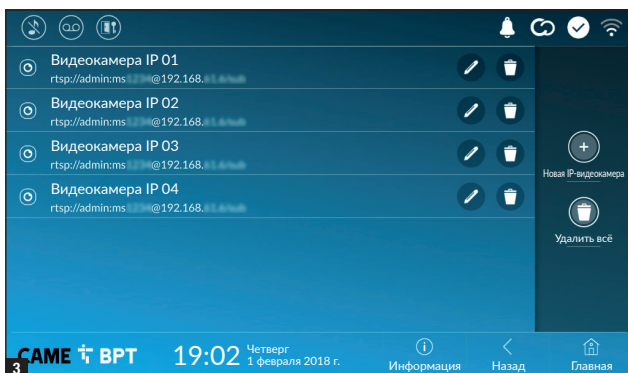 Видеокамера IP 01
rtsp://admin:ms @192.168.
Видеокамера IP 02
rtsp://admin:ms @192.168.
Видеокамера IP 03
rtsp://admin:ms @192.168.
Видеокамера IP 04
rtsp://admin:ms @192.168.
Новая IP-видеокамера
Удалить всё
CAME BPT
19:02
Четверг
1 февраля 2018 г.
Информация
Назад
Главная
3